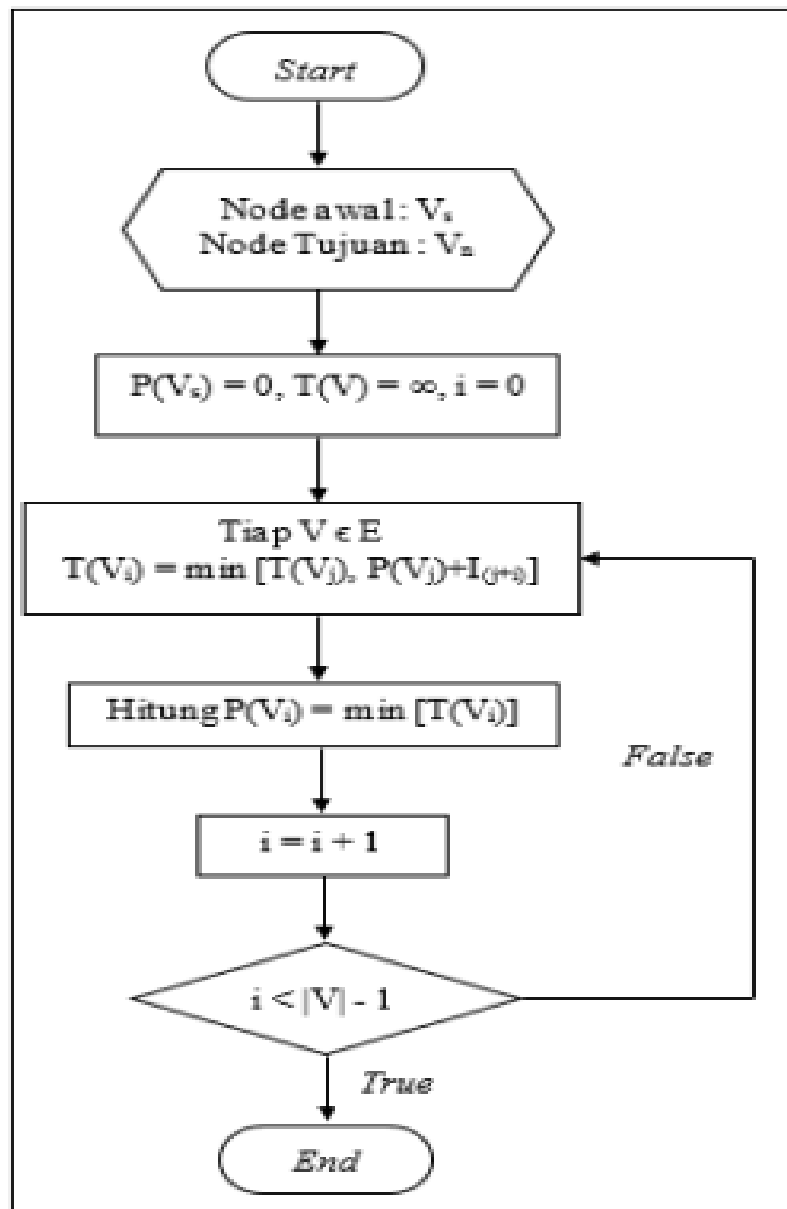 Start
Node awal : Vₛ
Node Tujuan : Vₙ
P(Vₛ) = 0, T(V) = ∞, i = 0
Tiap V ϵ E
T(Vᵢ) = min [T(Vⱼ), P(Vⱼ)+I₍ⱼ₊ᵢ₎]
Hitung P(Vᵢ) = min [T(Vᵢ)]
False
i = i + 1
i < |V| - 1
True
End